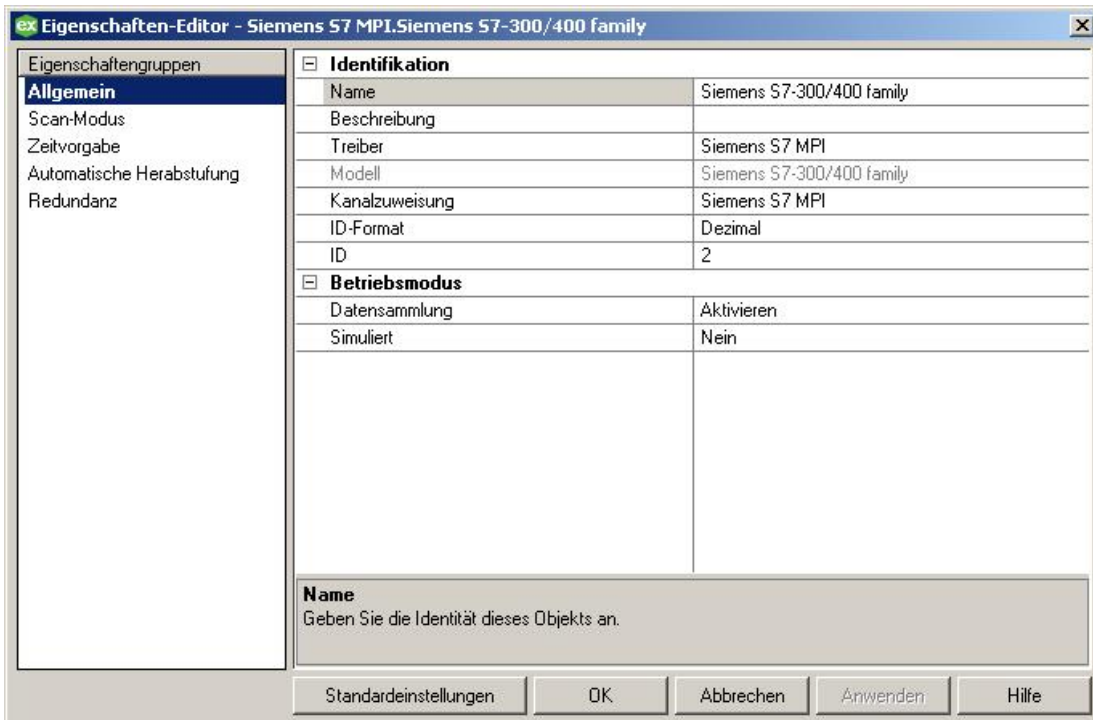 ex Eigenschaften-Editor - Siemens S7 MPI.Siemens S7-300/400 family
Eigenschaftengruppen
Allgemein
Scan-Modus
Zeitvorgabe
Automatische Herabstufung
Redundanz
Identifikation
Name Siemens S7-300/400 family
Beschreibung
Treiber Siemens S7 MPI
Modell Siemens S7-300/400 family
Kanalzuweisung Siemens S7 MPI
ID-Format Dezimal
ID 2
Betriebsmodus
Datensammlung Aktivieren
Simuliert Nein
Name
Geben Sie die Identität dieses Objekts an.
Standardeinstellungen OK Abbrechen Anwenden Hilfe